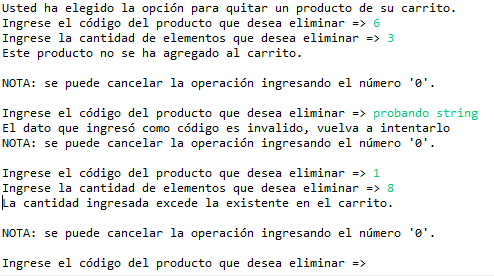 Usted ha elegido la opción para quitar un producto de su carrito.
Ingrese el código del producto que desea eliminar => 6
Ingrese la cantidad de elementos que desea eliminar => 3
Este producto no se ha agregado al carrito.
NOTA: se puede cancelar la operación ingresando el número '0'.
Ingrese el código del producto que desea eliminar => probando string
El dato que ingresó como código es invalido, vuelva a intentarlo
NOTA: se puede cancelar la operación ingresando el número '0'.
Ingrese el código del producto que desea eliminar => 1
Ingrese la cantidad de elementos que desea eliminar => 8
La cantidad ingresada excede la existente en el carrito.
NOTA: se puede cancelar la operación ingresando el número '0'.
Ingrese el código del producto que desea eliminar =>